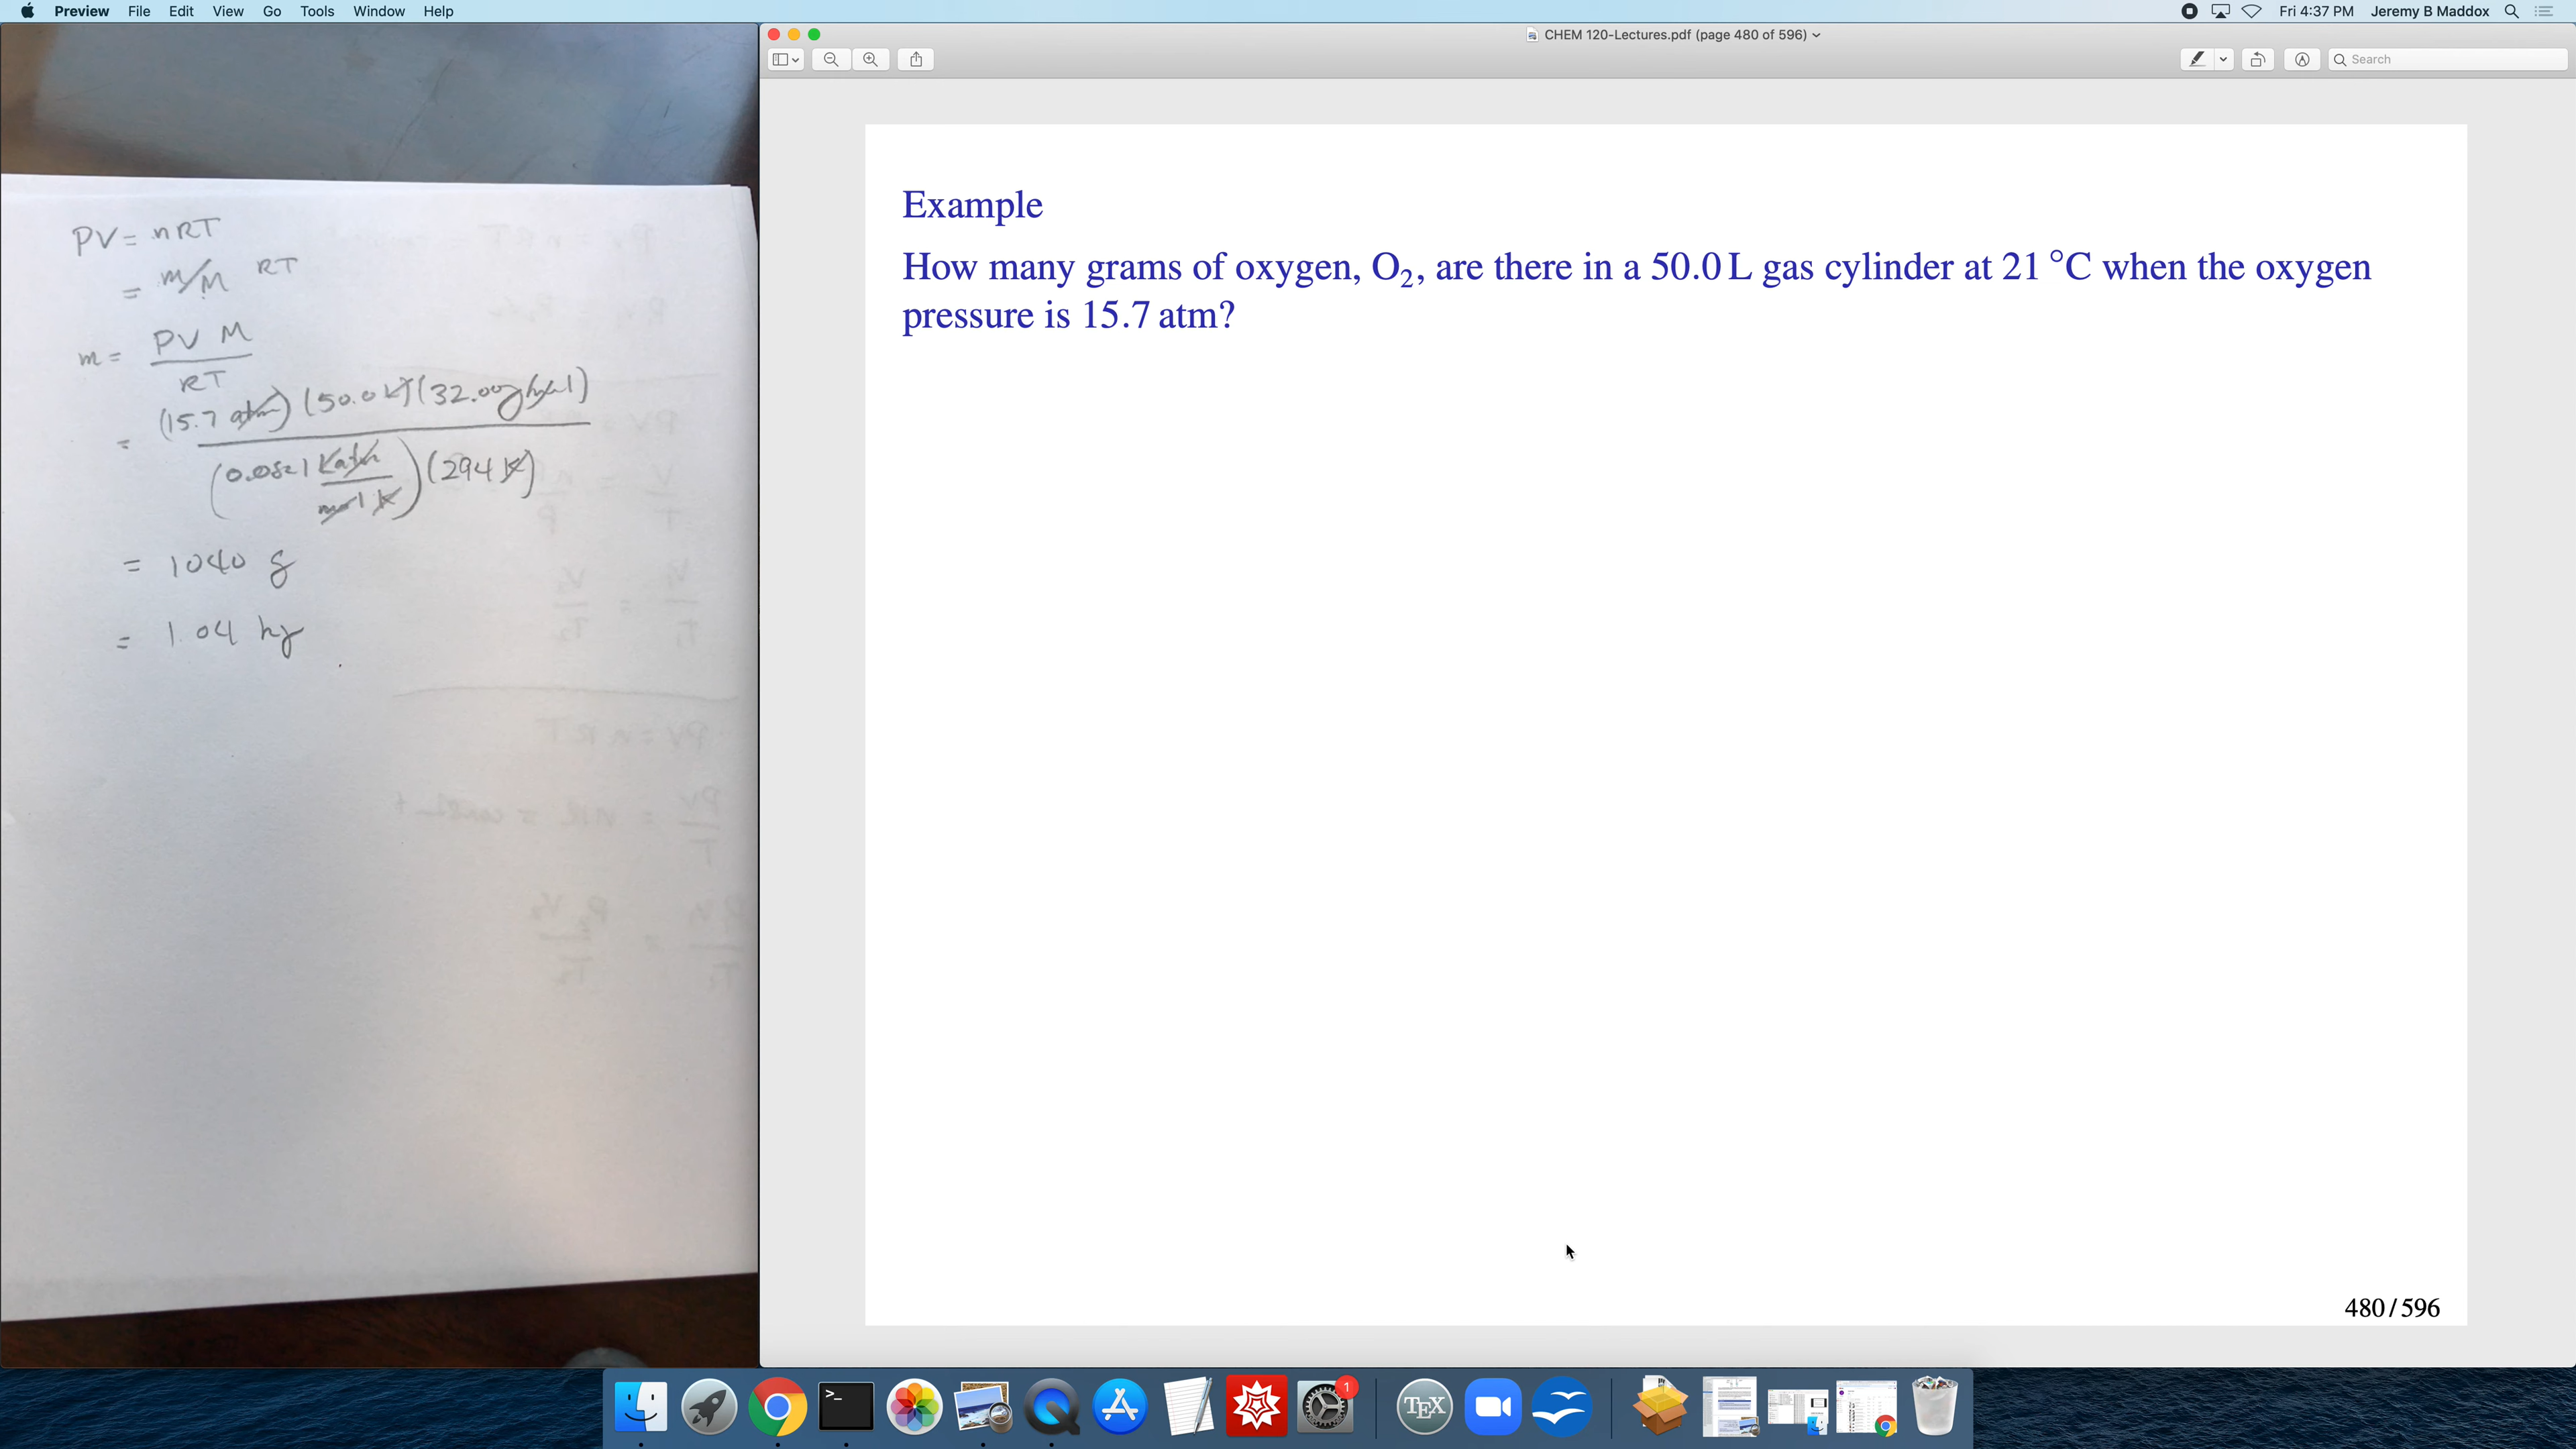 Preview File Edit View Go Tools Window Help
Fri 4:37 PM Jeremy B Maddox
CHEM 120-Lectures.pdf (page 480 of 596)
Search
PV = nRT
= m/M RT
m = PV M / RT
= (15.7 atm) (50.0 L) (32.00 g/mol) / (0.0821 L atm / mol K) (294 K)
= 1040 g
= 1.04 kg
Example
How many grams of oxygen, O₂, are there in a 50.0 L gas cylinder at 21 °C when the oxygen
pressure is 15.7 atm?
480/596
1
TEX